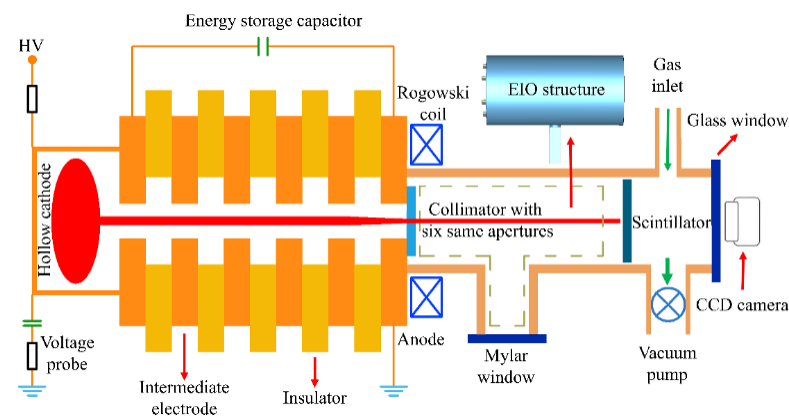 Energy storage capacitor
HV
Rogowski
coil
EIO structure
Gas
inlet
Glass window
Hollow cathode
Collimator with
six same apertures
Scintillator
CCD camera
Voltage
probe
Anode
Mylar
window
Vacuum
pump
Intermediate
electrode
Insulator